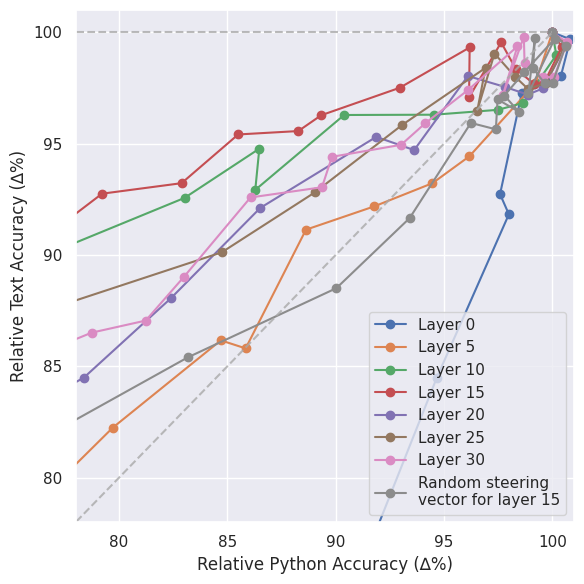 100
95
90
85
80
Relative Text Accuracy (Δ%)
80
85
90
95
100
Relative Python Accuracy (Δ%)
Layer 0
Layer 5
Layer 10
Layer 15
Layer 20
Layer 25
Layer 30
Random steering
vector for layer 15